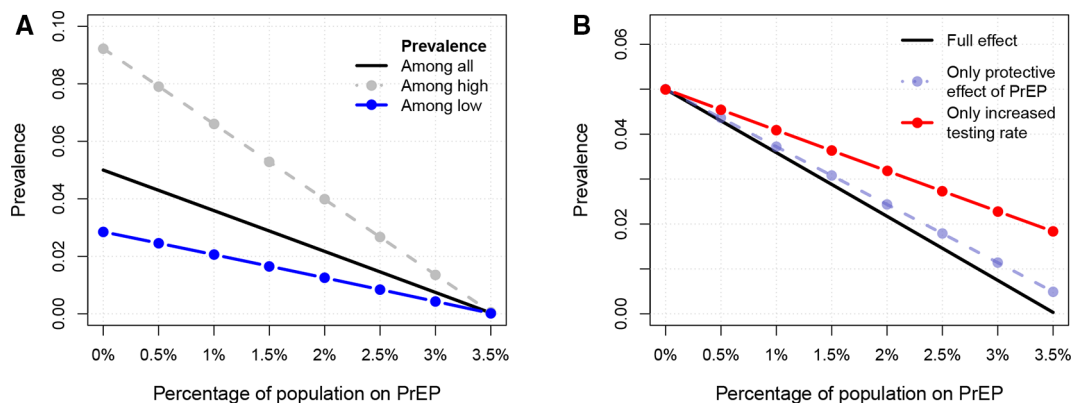 A
Prevalence
0.00
0.02
0.04
0.06
0.08
0.10
Prevalence
Among all
Among high
Among low
0%
0.5%
1%
1.5%
2%
2.5%
3%
3.5%
Percentage of population on PrEP
B
Prevalence
0.00
0.02
0.04
0.06
Full effect
Only protective
effect of PrEP
Only increased
testing rate
0%
0.5%
1%
1.5%
2%
2.5%
3%
3.5%
Percentage of population on PrEP